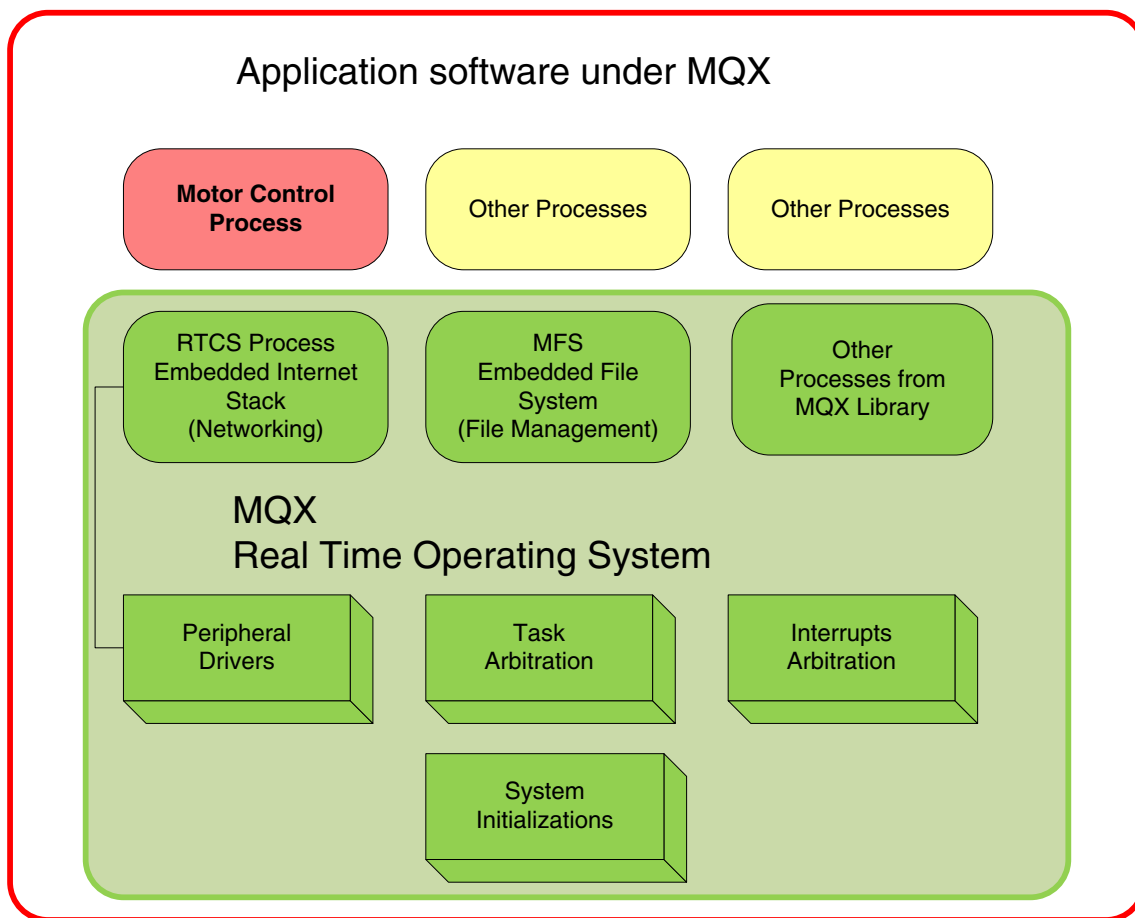 Application software under MQX
Motor Control
Process
Other Processes
Other Processes
RTCS Process
Embedded Internet
Stack
(Networking)
MFS
Embedded File
System
(File Management)
Other
Processes from
MQX Library
MQX
Real Time Operating System
Peripheral
Drivers
Task
Arbitration
Interrupts
Arbitration
System
Initializations